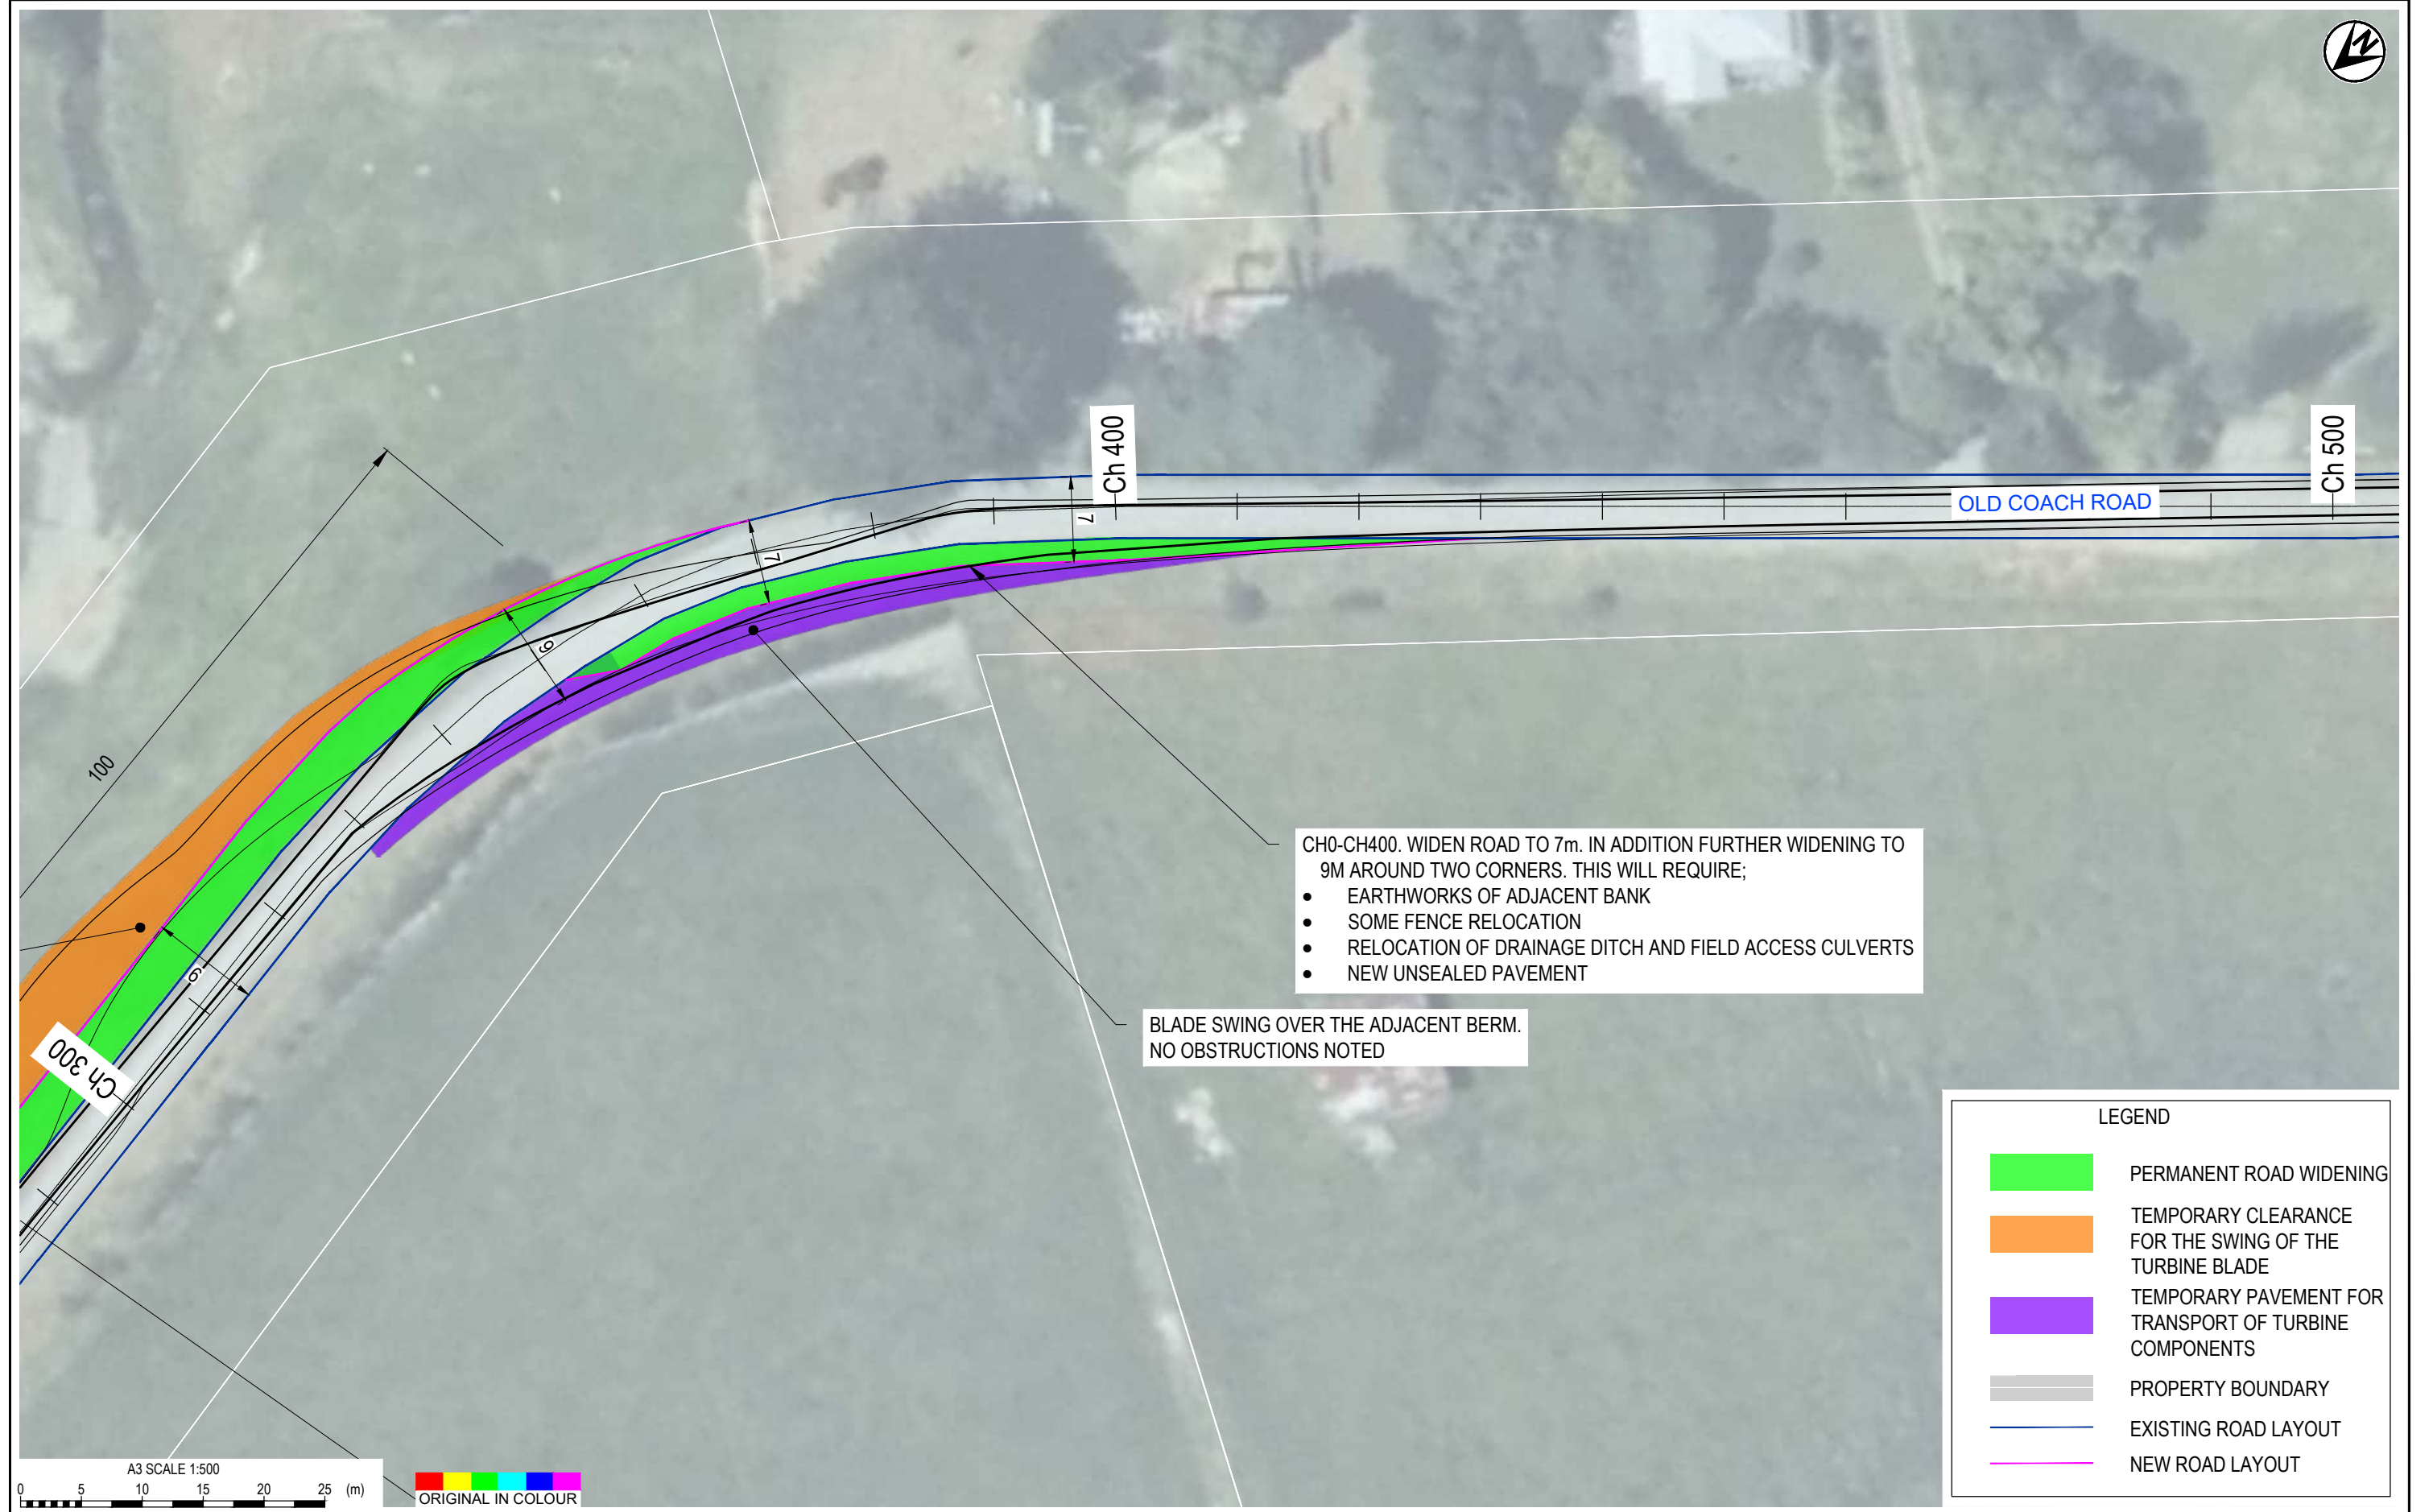 N
Ch 400
Ch 500
OLD COACH ROAD
7
7
9
100
9
Ch 300
CH0-CH400. WIDEN ROAD TO 7m. IN ADDITION FURTHER WIDENING TO
9M AROUND TWO CORNERS. THIS WILL REQUIRE;
• EARTHWORKS OF ADJACENT BANK
• SOME FENCE RELOCATION
• RELOCATION OF DRAINAGE DITCH AND FIELD ACCESS CULVERTS
• NEW UNSEALED PAVEMENT
BLADE SWING OVER THE ADJACENT BERM.
NO OBSTRUCTIONS NOTED
LEGEND
PERMANENT ROAD WIDENING
TEMPORARY CLEARANCE
FOR THE SWING OF THE
TURBINE BLADE
TEMPORARY PAVEMENT FOR
TRANSPORT OF TURBINE
COMPONENTS
PROPERTY BOUNDARY
EXISTING ROAD LAYOUT
NEW ROAD LAYOUT
A3 SCALE 1:500
0 5 10 15 20 25 (m)
ORIGINAL IN COLOUR